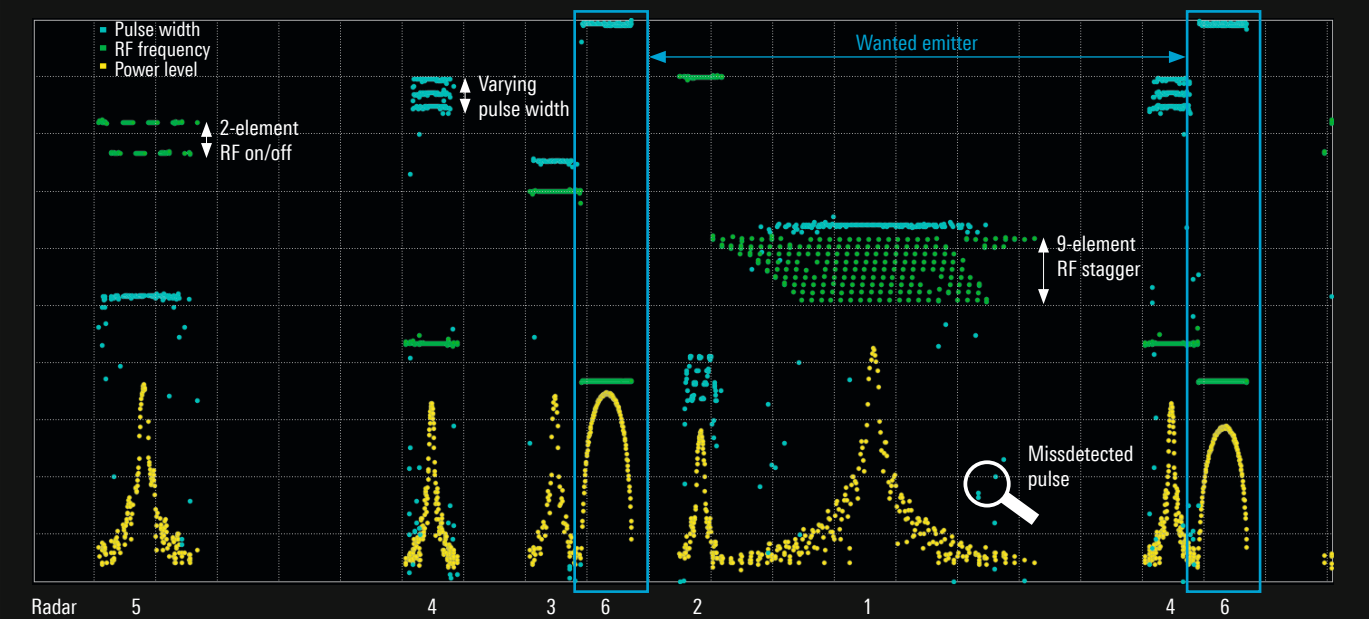 Pulse width
RF frequency
Power level
Wanted emitter
Varying
pulse width
2-element
RF on/off
9-element
RF stagger
Missdetected
pulse
Radar 5 4 3 6 2 1 4 6